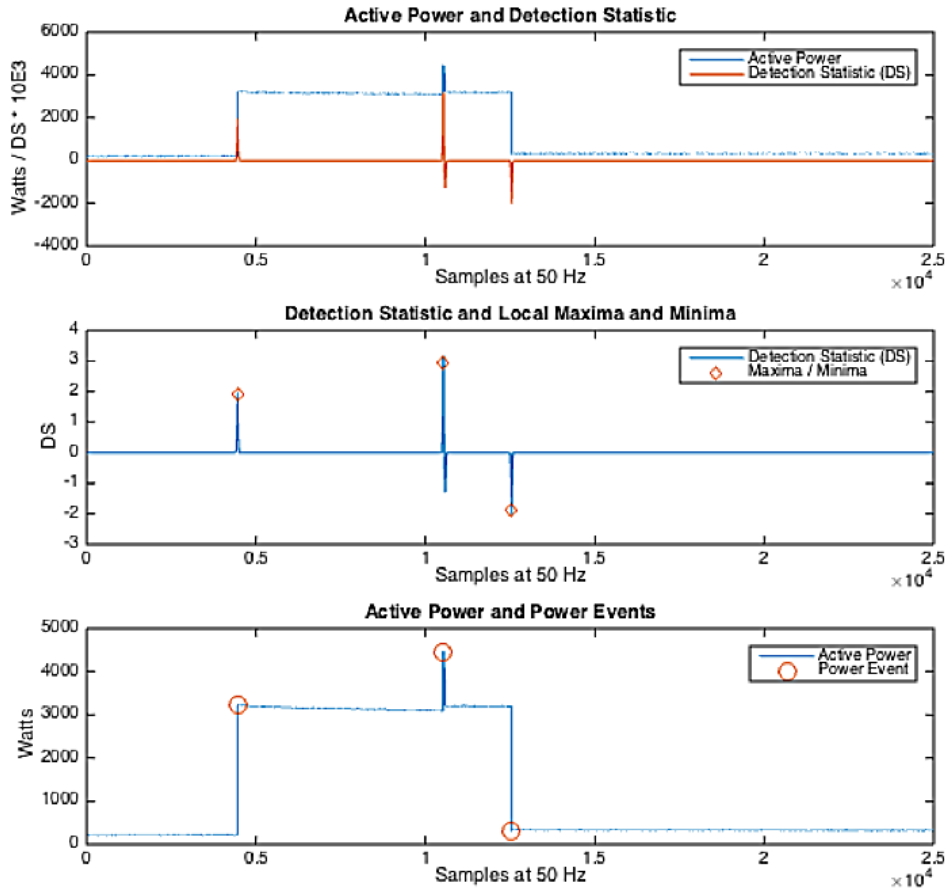 Active Power and Detection Statistic
6000
4000
2000
0
-2000
-4000
Watts / DS * 10E3
Active Power
Detection Statistic (DS)
0 0.5 1 1.5 2 2.5
Samples at 50 Hz
× 10^4
Detection Statistic and Local Maxima and Minima
4
3
2
1
0
-1
-2
-3
DS
Detection Statistic (DS)
Maxima / Minima
0 0.5 1 1.5 2 2.5
Samples at 50 Hz
× 10^4
Active Power and Power Events
5000
4000
3000
2000
1000
0
Watts
Active Power
Power Event
0 0.5 1 1.5 2 2.5
Samples at 50 Hz
× 10^4